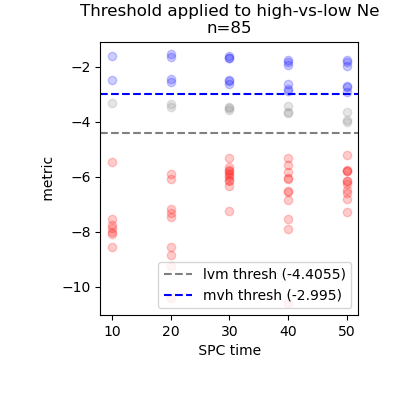 Threshold applied to high-vs-low Ne
n=85
−2
−4
−6
−8
−10
metric
lvm thresh (-4.4055)
mvh thresh (-2.995)
10 20 30 40 50
SPC time